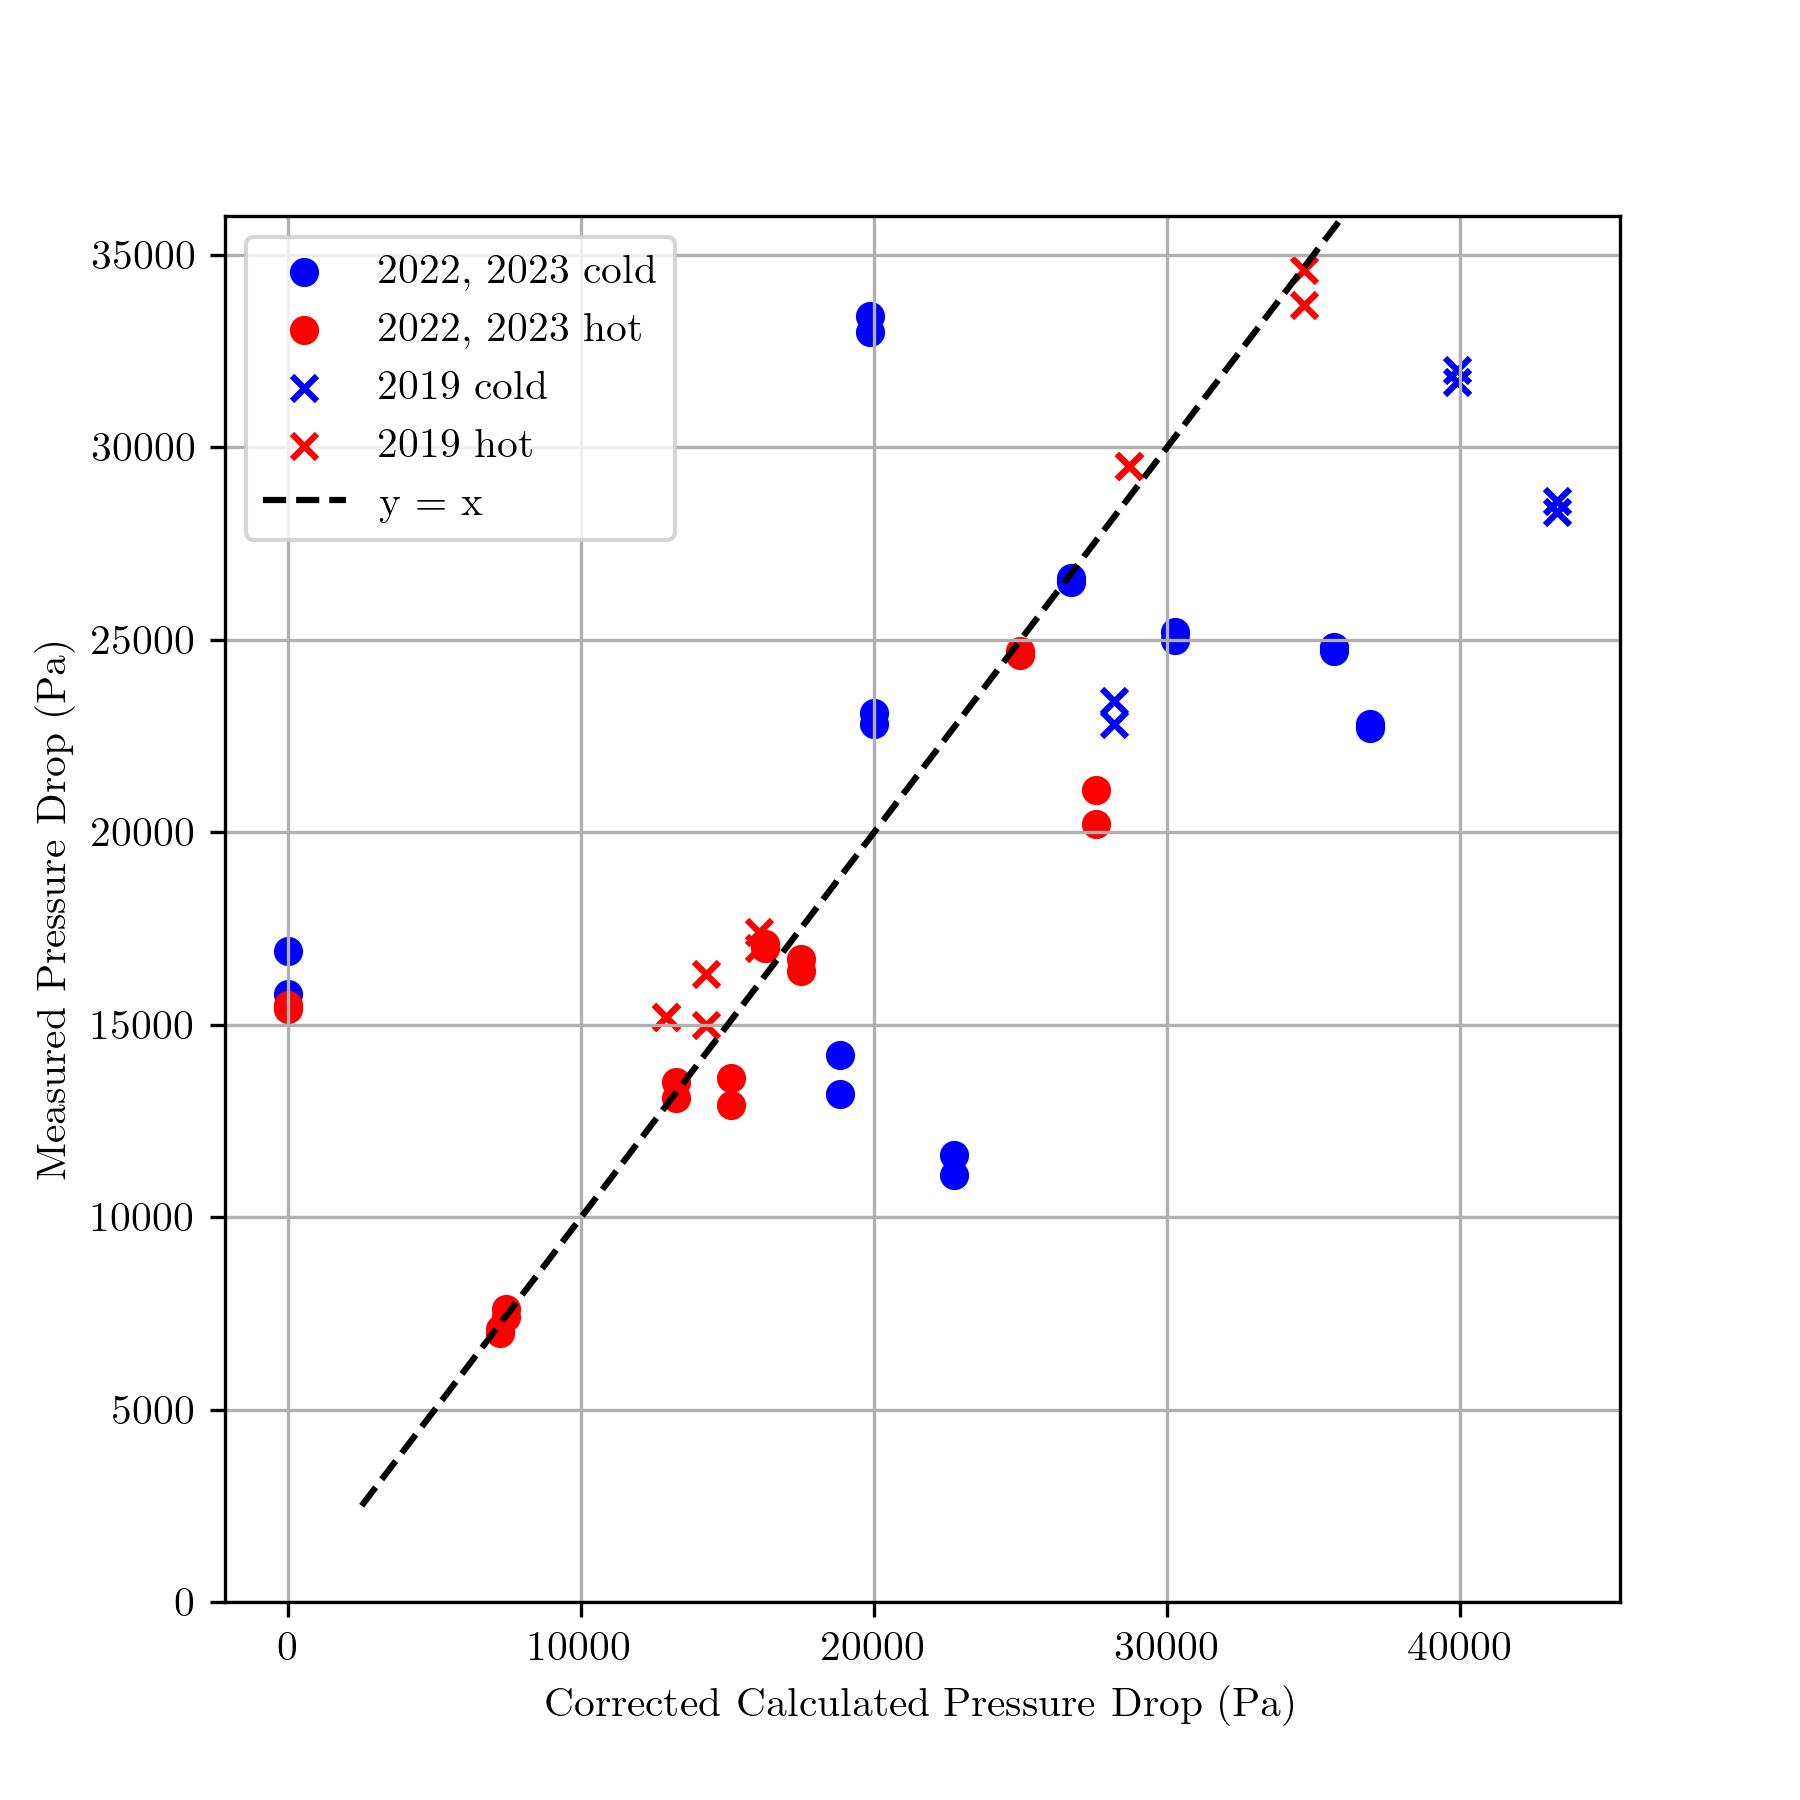 2022, 2023 cold
2022, 2023 hot
2019 cold
2019 hot
y = x
35000
30000
25000
20000
15000
10000
5000
0
Measured Pressure Drop (Pa)
0 10000 20000 30000 40000
Corrected Calculated Pressure Drop (Pa)